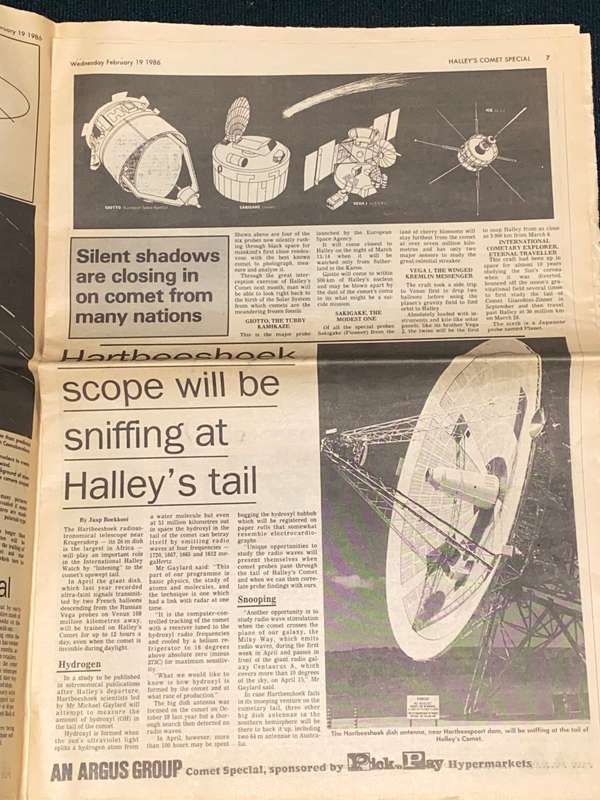 ruary 19 1986
Wednesday February 19 1986
HALLEY'S COMET SPECIAL 7
GIOTTO
SAKIGAKE
VEGA 1
ICE
Silent shadows
are closing in
on comet from
many nations
Shown above are four of the
six probes now silently rush-
ing through black space for
mankind's first close rendez-
vous with the best known
comet, to photograph, mea-
sure and analyse it.
Through the great inter-
ception exercise of Halley's
Comet next month, man will
be able to look right back to
the birth of the Solar System
from which comets are the
meandering frozen fossils.
GIOTTO, THE TUBBY
KAMIKAZE
This is the major probe
launched by the European
Space Agency.
It will come closest to
Halley on the night of March
13-14 when it will be
watched only from Suther-
land in the Karoo.
Giotto will come to within
500 km of Halley's nucleus
and may be blown apart by
the dust of the comet's coma
in its what might be a sui-
cide mission.
SAKIGAKE, THE
MODEST ONE
Of all the special probes
Sakigake (Pioneer) from the
land of cherry blossoms will
stay furthest from the comet
at over seven million kilo-
metres and has only two
major sensors to study the
great celestial streaker.
VEGA 1, THE WINGED
KREMLIN MESSENGER
The craft took a side trip
to Venus first to drop two
balloons before using the
planet's gravity field to find
orbit to Halley.
Absolutely loaded with in-
struments and kite-like solar
panels, like its brother Vega
2, the twins will be the first
to map Halley from as close
as 9 000 km from March 6.
INTERNATIONAL
COMETARY EXPLORER,
ETERNAL TRAVELLER
This craft had been up in
space for almost 10 years
studying the Sun's corona
when it was diverted,
bounced off the moon's gra-
vitational field several times
to first study the tail of
Comet Giacobini-Zinner in
September and then travel
past Halley at 30 million km
on March 28.
The sixth is a Japanese
probe named Planet.
Hartbeeshoek
scope will be
sniffing at
Halley's tail
By Jaap Boekkooi
The Hartbeeshoek radioas-
tronomical telescope near
Krugersdorp — its 26 m dish
is the largest in Africa —
will play an important role
in the International Halley
Watch by "listening" to the
comet's upswept tail.
In April the giant dish,
which last year recorded
ultra-faint signals transmit-
ted by two French balloons
descending from the Russian
Vega probes on Venus 108
million kilometres away,
will be trained on Halley's
Comet for up to 12 hours a
day, even when the comet is
invisible during daylight.
Hydrogen
In a study to be published
in astronomical publications
after Halley's departure,
Hartbeeshoek scientists led
by Mr Michael Gaylard will
attempt to measure the
amount of hydroxyl (OH) in
the tail of the comet.
Hydroxyl is formed when
the sun's ultraviolet light
splits a hydrogen atom from
a water molecule but even
at 51 million kilometres out
in space the hydroxyl in the
tail of the comet can betray
itself by emitting radio
waves at four frequencies —
1720, 1667, 1665 and 1612 me-
gaHertz.
Mr Gaylard said: "This
part of our programme is
basic physics, the study of
atoms and molecules, and
the technique is one which
had a link with radar at one
time.
"It is the computer-con-
trolled tracking of the comet
with a receiver tuned to the
hydroxyl radio frequencies
and cooled by a helium re-
frigerator to 16 degrees
above absolute zero (minus
273C) for maximum sensitiv-
ity.
"What we would like to
know is how hydroxyl is
formed by the comet and at
what rate of production."
The big dish antenna was
focused on the comet on Oc-
tober 28 last year but a thor-
ough search then detected no
radio waves.
In April, however, more
than 100 hours may be spent
bugging the hydroxyl hubbub
which will be registered on
paper rolls that somewhat
resemble electrocardio-
graphs.
"Unique opportunities to
study the radio waves will
present themselves when
comet probes pass through
the tail of Halley's Comet
and when we can then corre-
late probe findings with ours.
Snooping
"Another opportunity is to
study radio wave stimulation
when the comet crosses the
plane of our galaxy, the
Milky Way, which emits
radio waves, during the first
week in April and passes in
front of the giant radio gal-
axy Centaurus A, which
covers more than 10 degrees
of the sky, on April 15," Mr
Gaylard said.
In case Hartbeeshoek fails
in its snooping venture on the
cometary tail, three other
big dish antennas in the
southern hemisphere will be
there to back it up, including
two 64 m antennas in Austra-
lia.
The Hartbeeshoek dish antenna, near Hartebeespoort dam, will be sniffing at the tail of
Halley's Comet.
AN ARGUS GROUP Comet Special, sponsored by Pick 'n Pay Hypermarkets